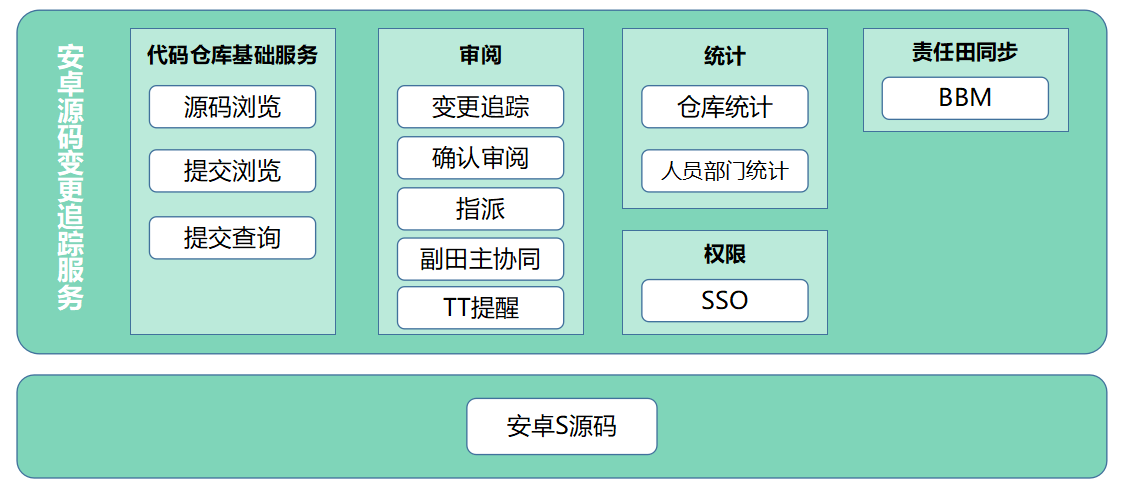 安卓源码变更追踪服务
代码仓库基础服务
源码浏览
提交浏览
提交查询
审阅
变更追踪
确认审阅
指派
副田主协同
TT提醒
统计
仓库统计
人员部门统计
权限
SSO
责任田同步
BBM
安卓S源码